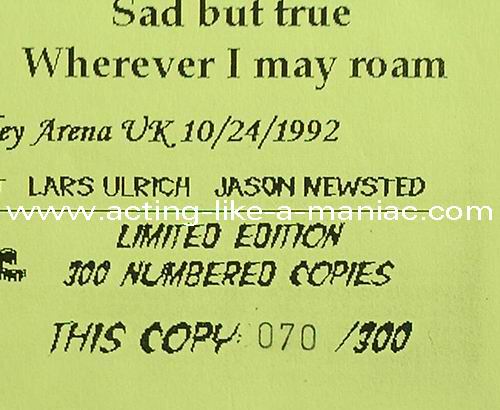 Sad but true
Wherever I may roam
Arena UK 10/24/1992
LARS ULRICH JASON NEWSTED
www.acting-like-a-maniac.com
LIMITED EDITION
300 NUMBERED COPIES
THIS COPY: 070 /300